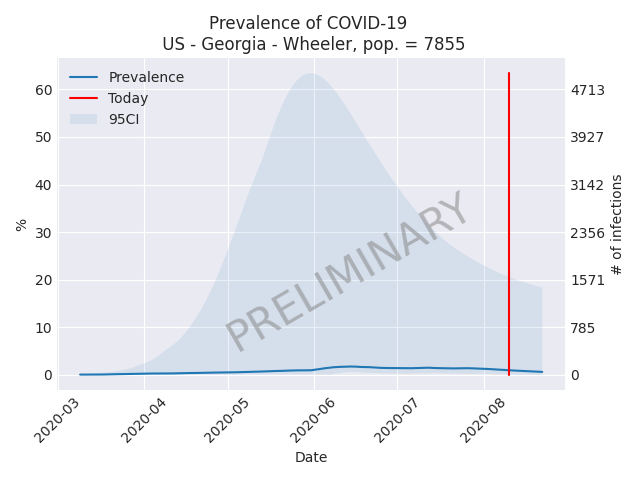 Prevalence of COVID-19
US - Georgia - Wheeler, pop. = 7855
Prevalence
Today
95CI
60
50
40
30
20
10
0
%
4713
3927
3142
2356
1571
785
0
# of infections
PRELIMINARY
2020-03
2020-04
2020-05
2020-06
2020-07
2020-08
Date